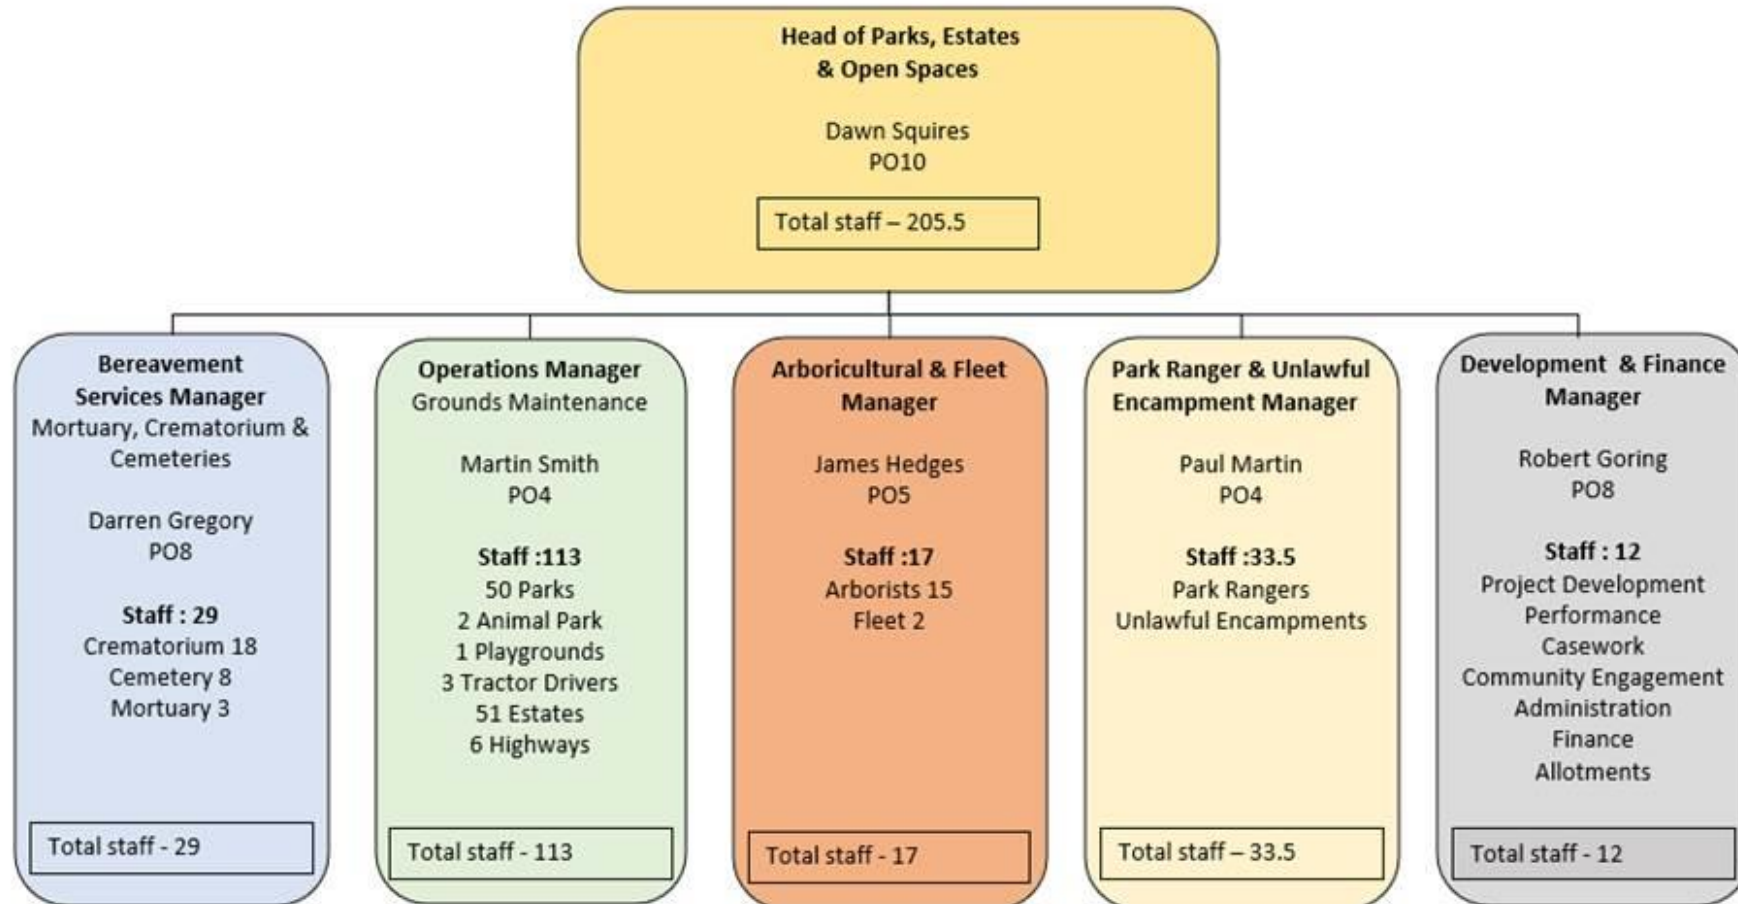 Head of Parks, Estates
& Open Spaces
Dawn Squires
PO10
Total staff – 205.5
Bereavement
Services Manager
Mortuary, Crematorium &
Cemeteries
Darren Gregory
PO8
Staff : 29
Crematorium 18
Cemetery 8
Mortuary 3
Total staff - 29
Operations Manager
Grounds Maintenance
Martin Smith
PO4
Staff :113
50 Parks
2 Animal Park
1 Playgrounds
3 Tractor Drivers
51 Estates
6 Highways
Total staff - 113
Arboricultural & Fleet
Manager
James Hedges
PO5
Staff :17
Arborists 15
Fleet 2
Total staff - 17
Park Ranger & Unlawful
Encampment Manager
Paul Martin
PO4
Staff :33.5
Park Rangers
Unlawful Encampments
Total staff – 33.5
Development & Finance
Manager
Robert Goring
PO8
Staff : 12
Project Development
Performance
Casework
Community Engagement
Administration
Finance
Allotments
Total staff - 12